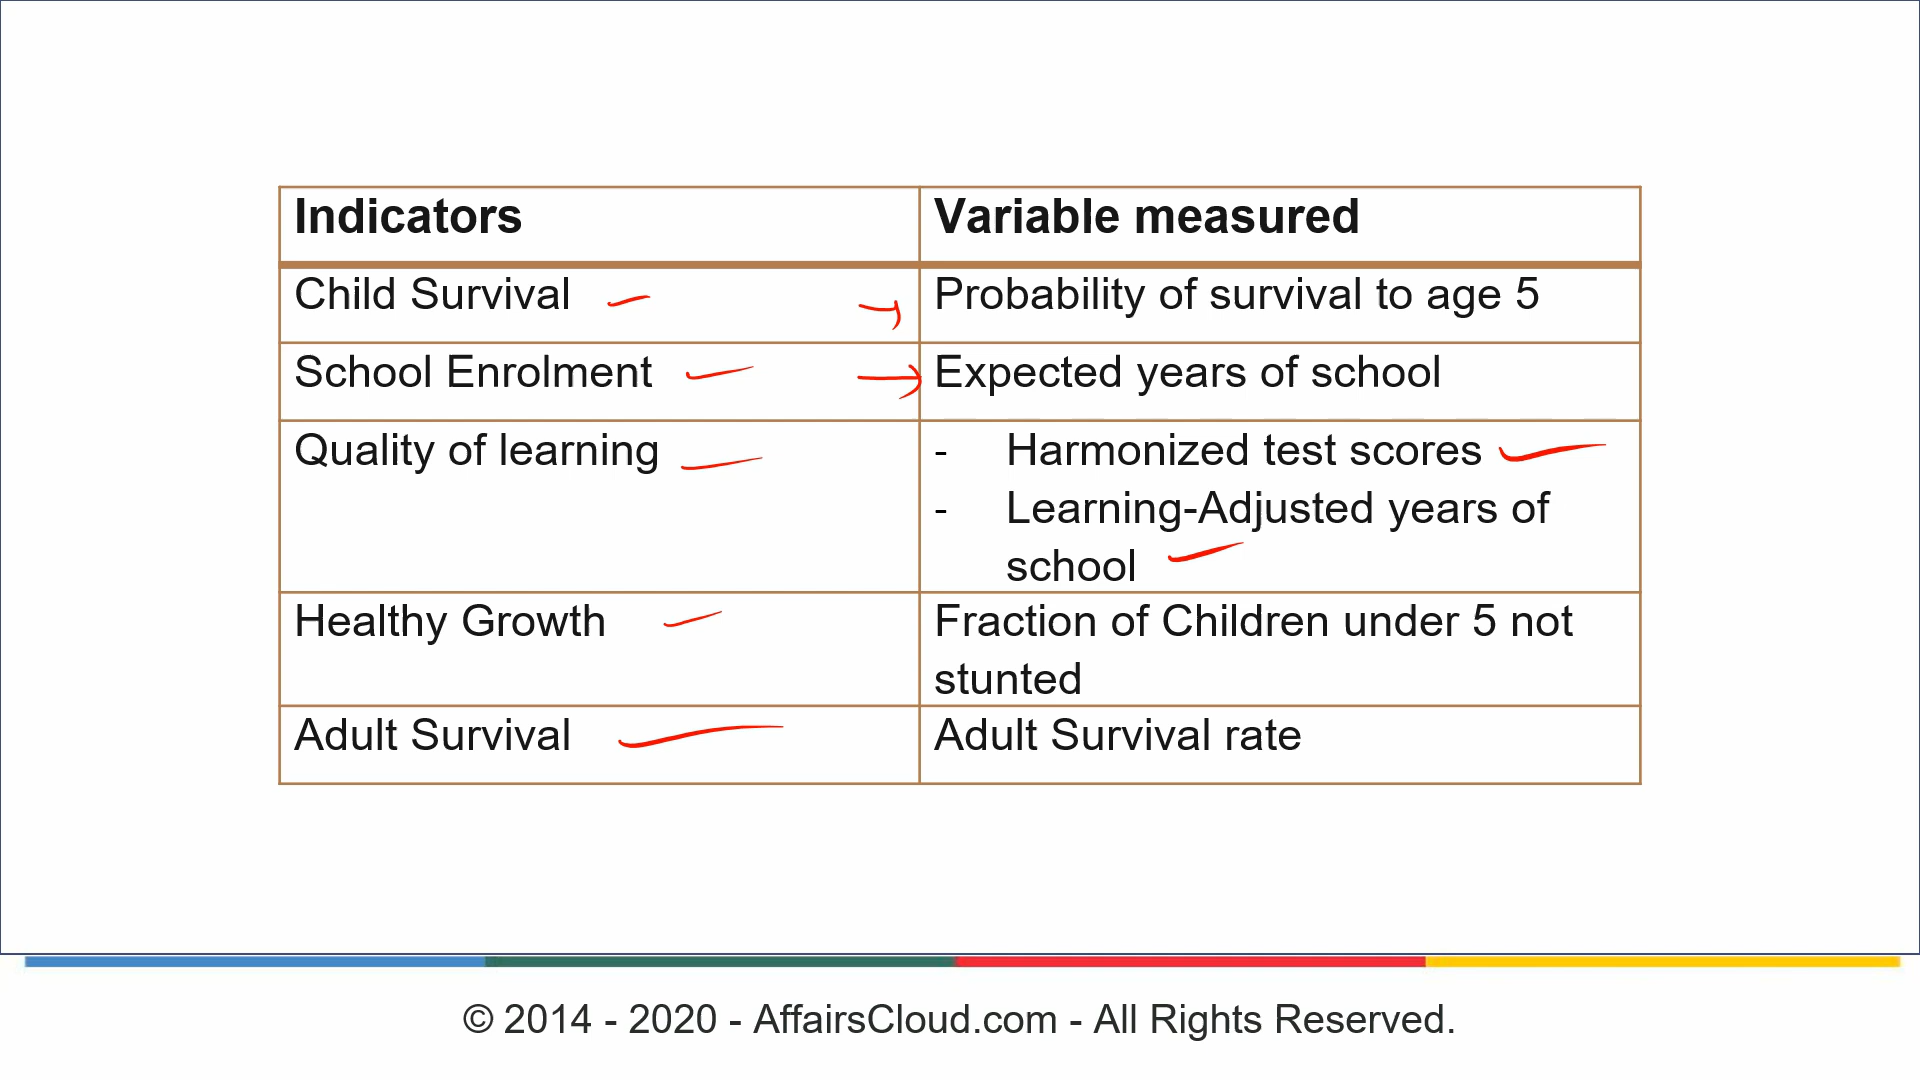 Indicators
Variable measured
Child Survival
Probability of survival to age 5
School Enrolment
Expected years of school
Quality of learning
- Harmonized test scores
- Learning-Adjusted years of
school
Healthy Growth
Fraction of Children under 5 not
stunted
Adult Survival
Adult Survival rate
© 2014 - 2020 - AffairsCloud.com - All Rights Reserved.